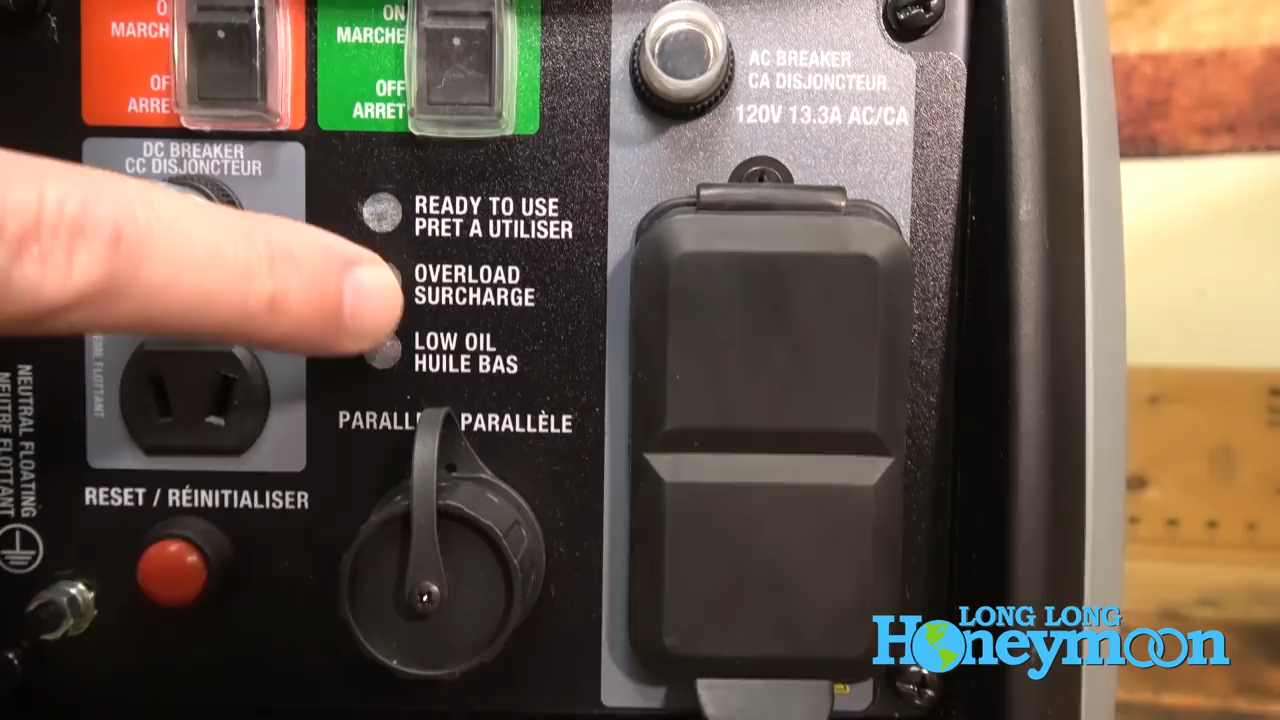 MARCH
ARRE
ON
MARCHE
OFF
ARRET
AC BREAKER
CA DISJONCTEUR
120V 13.3A AC/CA
DC BREAKER
CC DISJONCTEUR
READY TO USE
PRET A UTILISER
OVERLOAD
SURCHARGE
LOW OIL
HUILE BAS
FLOTTANT
NEUTRAL FLOATING
NEUTRE FLOTTANT
PARALL PARALLÈLE
RESET / RÉINITIALISER
LONG LONG
Honeymoon